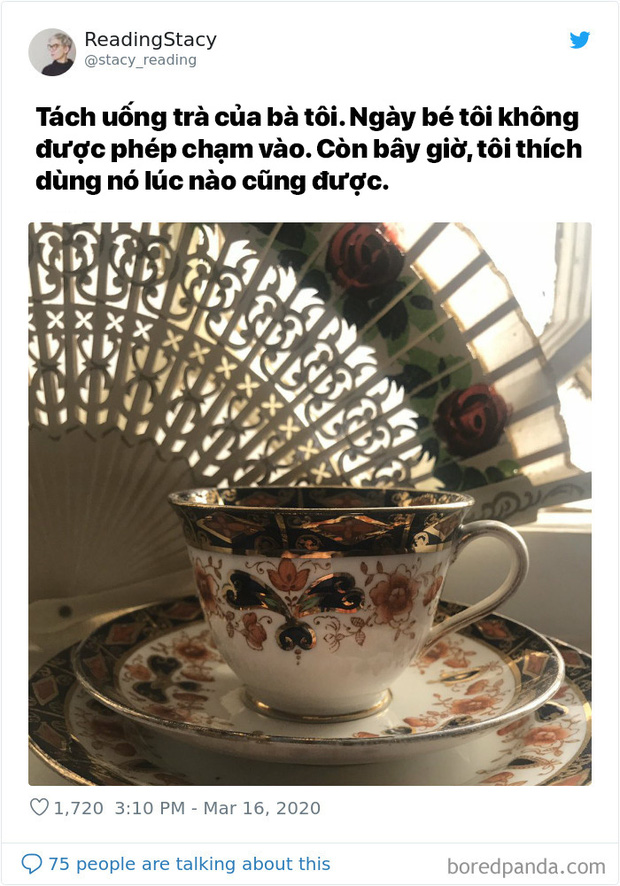 ReadingStacy
@stacy_reading
Tách uống trà của bà tôi. Ngày bé tôi không
được phép chạm vào. Còn bây giờ, tôi thích
dùng nó lúc nào cũng được.
1,720 3:10 PM - Mar 16, 2020
75 people are talking about this
boredpanda.com